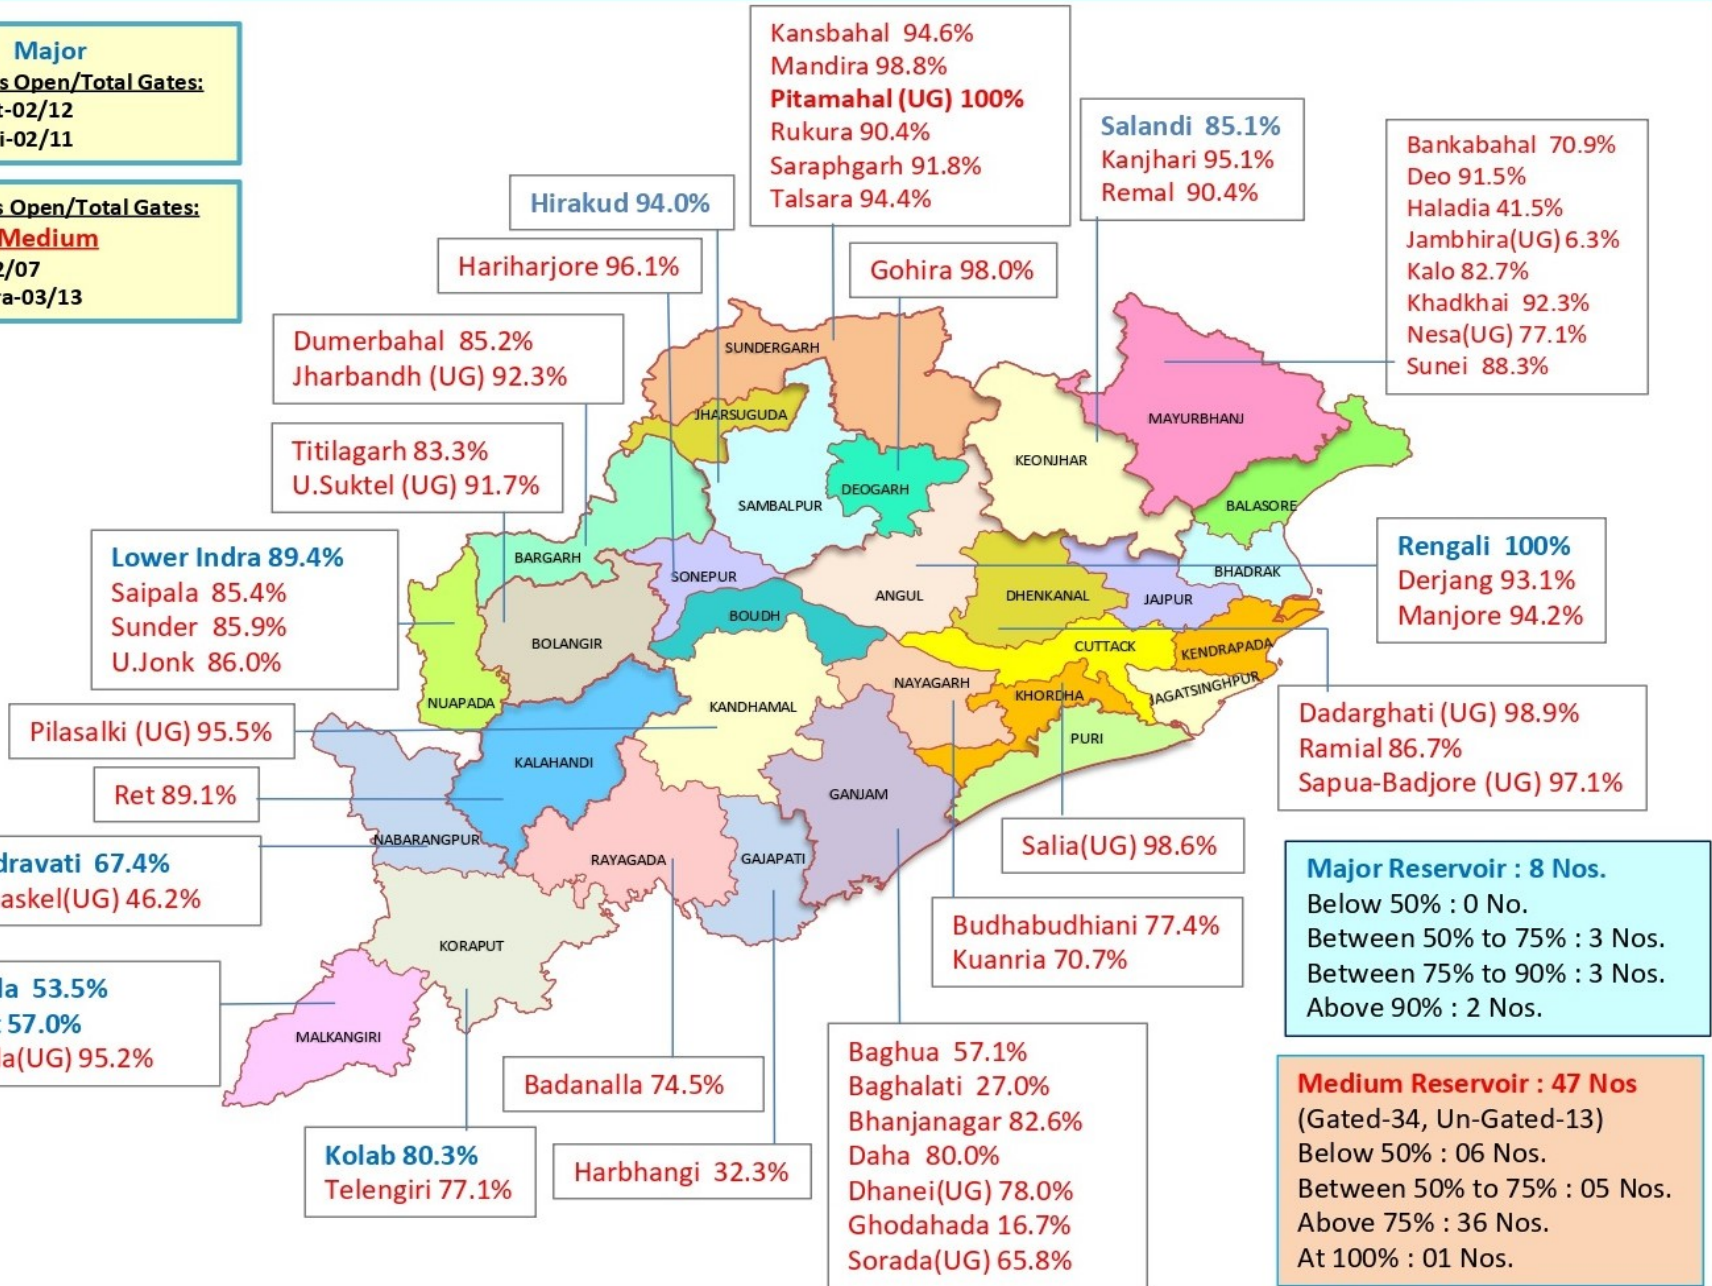 Major
s Open/Total Gates:
t-02/12
i-02/11
s Open/Total Gates:
Medium
2/07
ra-03/13
Kansbahal 94.6%
Mandira 98.8%
Pitamahal (UG) 100%
Rukura 90.4%
Saraphgarh 91.8%
Talsara 94.4%
Salandi 85.1%
Kanjhari 95.1%
Remal 90.4%
Bankabahal 70.9%
Deo 91.5%
Haladia 41.5%
Jambhira(UG) 6.3%
Kalo 82.7%
Khadkhai 92.3%
Nesa(UG) 77.1%
Sunei 88.3%
Hirakud 94.0%
Hariharjore 96.1%
Gohira 98.0%
Dumerbahal 85.2%
Jharbandh (UG) 92.3%
Titilagarh 83.3%
U.Suktel (UG) 91.7%
Lower Indra 89.4%
Saipala 85.4%
Sunder 85.9%
U.Jonk 86.0%
Pilasalki (UG) 95.5%
Ret 89.1%
dravati 67.4%
askel(UG) 46.2%
la 53.5%
t 57.0%
la(UG) 95.2%
SUNDERGARH
JHARSUGUDA
SAMBALPUR
DEOGARH
KEONJHAR
MAYURBHANJ
BALASORE
BARGARH
SONEPUR
BOLANGIR
BOUDH
ANGUL
DHENKANAL
JAJPUR
BHADRAK
CUTTACK
KENDRAPADA
JAGATSINGHPUR
NUAPADA
KANDHAMAL
NAYAGARH
KHORDHA
PURI
KALAHANDI
GANJAM
NABARANGPUR
RAYAGADA
GAJAPATI
KORAPUT
MALKANGIRI
Rengali 100%
Derjang 93.1%
Manjore 94.2%
Dadarghati (UG) 98.9%
Ramial 86.7%
Sapua-Badjore (UG) 97.1%
Salia(UG) 98.6%
Budhabudhiani 77.4%
Kuanria 70.7%
Badanalla 74.5%
Kolab 80.3%
Telengiri 77.1%
Harbhangi 32.3%
Baghua 57.1%
Baghalati 27.0%
Bhanjanagar 82.6%
Daha 80.0%
Dhanei(UG) 78.0%
Ghodahada 16.7%
Sorada(UG) 65.8%
Major Reservoir : 8 Nos.
Below 50% : 0 No.
Between 50% to 75% : 3 Nos.
Between 75% to 90% : 3 Nos.
Above 90% : 2 Nos.
Medium Reservoir : 47 Nos
(Gated-34, Un-Gated-13)
Below 50% : 06 Nos.
Between 50% to 75% : 05 Nos.
Above 75% : 36 Nos.
At 100% : 01 Nos.